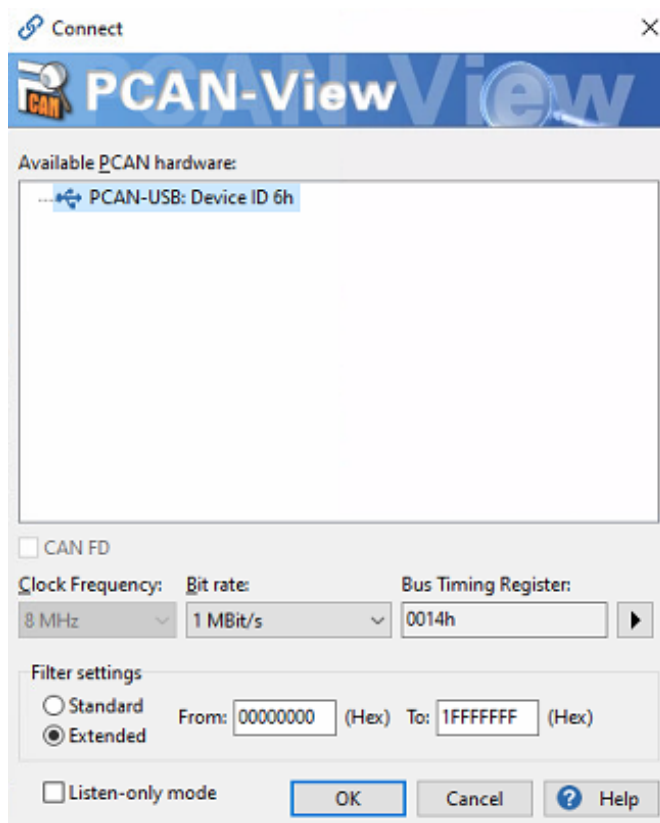 Connect
PCAN-View
Available PCAN hardware:
PCAN-USB: Device ID 6h
CAN FD
Clock Frequency: Bit rate: Bus Timing Register:
8 MHz 1 MBit/s 0014h
Filter settings
Standard
From: 00000000 (Hex) To: 1FFFFFFF (Hex)
Extended
Listen-only mode OK Cancel Help